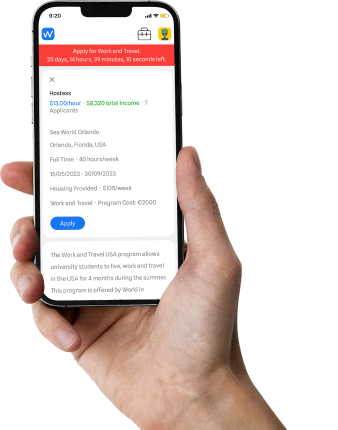 9:20
W
Apply for Work and Travel.
25 days, 14 hours, 39 minutes, 10 seconds left.
Hostess
$13.00/hour · $8,320 total income · 7
Applicants
Sea World Orlando
Orlando, Florida, USA
Full Time · 40 hours/week
15/05/2023 - 30/09/2023
Housing Provided · $105/week
Work and Travel · Program Cost: €2000
Apply
The Work and Travel USA program allows
university students to live, work and travel
in the USA for 4 months during the summer.
This program is offered by World in